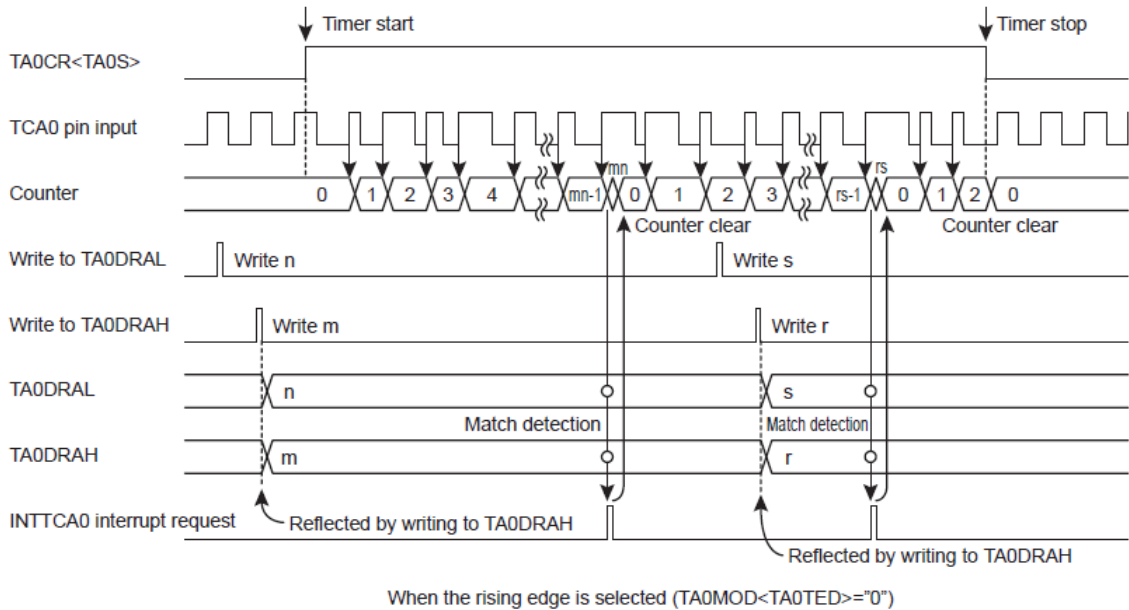 Timer start
Timer stop
TA0CR<TA0S>
TCA0 pin input
mn
rs
Counter
0 1 2 3 4 mn-1 0 1 2 3 rs-1 0 1 2 0
Counter clear
Counter clear
Write to TA0DRAL
Write n
Write s
Write to TA0DRAH
Write m
Write r
TA0DRAL
n
s
Match detection
Match detection
TA0DRAH
m
r
INTTCA0 interrupt request
Reflected by writing to TA0DRAH
Reflected by writing to TA0DRAH
When the rising edge is selected (TA0MOD<TA0TED>="0")